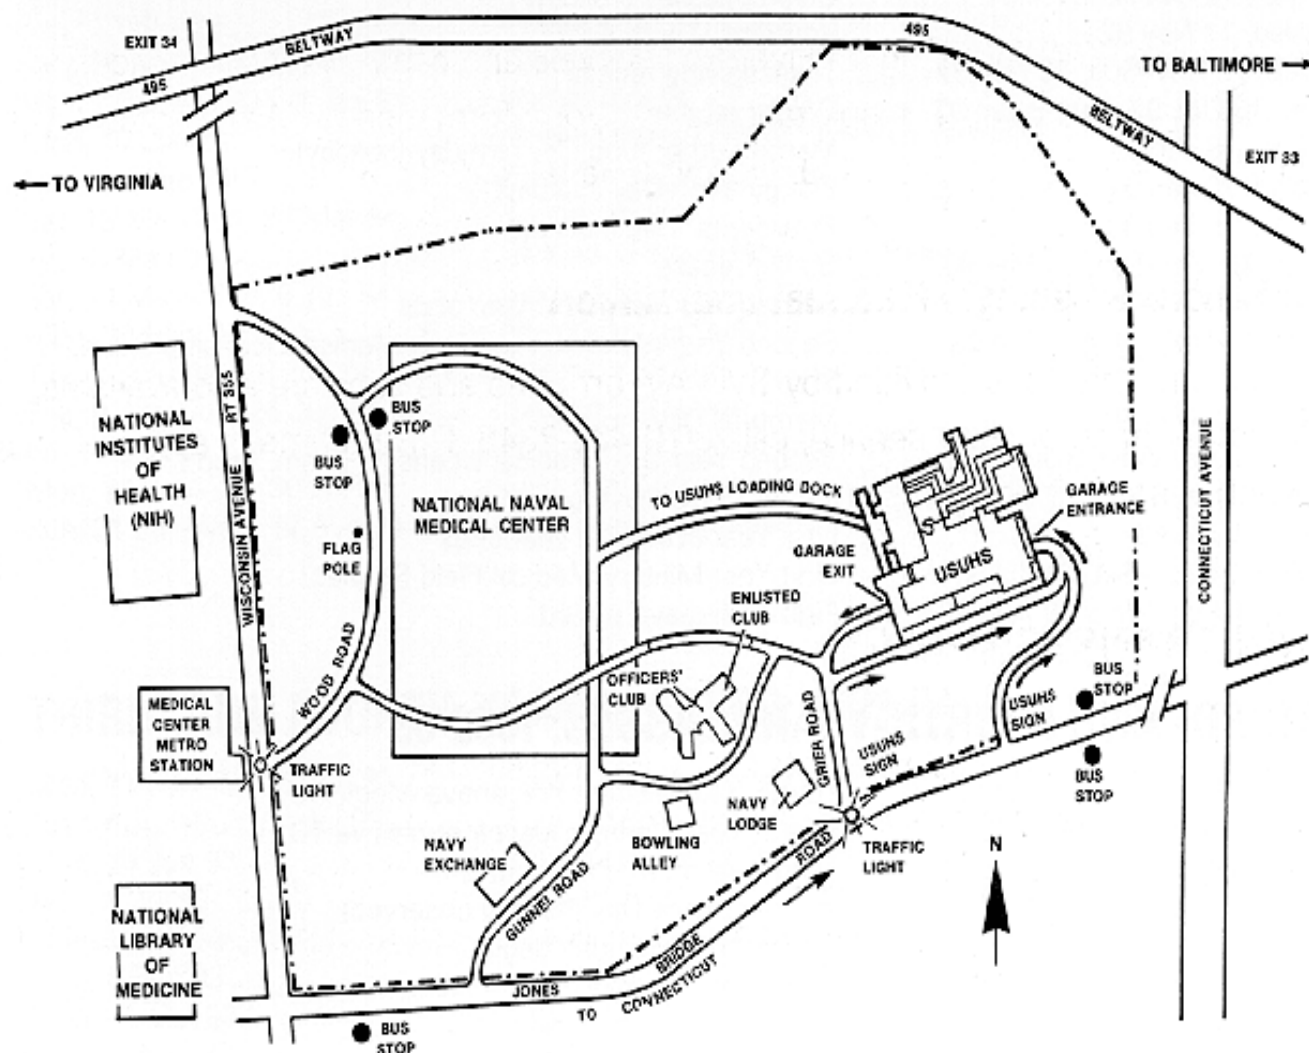 EXIT 34
BELTWAY
495
495
TO BALTIMORE
BELTWAY
EXIT 33
TO VIRGINIA
RT 355
WISCONSIN AVENUE
NATIONAL
INSTITUTES
OF
HEALTH
(NIH)
BUS
STOP
BUS
STOP
FLAG
POLE
NATIONAL NAVAL
MEDICAL CENTER
TO USUHS LOADING DOCK
GARAGE
ENTRANCE
CONNECTICUT AVENUE
GARAGE
EXIT
USUHS
ENLISTED
CLUB
OFFICERS'
CLUB
WOOD ROAD
MEDICAL
CENTER
METRO
STATION
TRAFFIC
LIGHT
GRIER ROAD
USUHS
SIGN
USUHS
SIGN
BUS
STOP
BUS
STOP
NAVY
LODGE
BOWLING
ALLEY
TRAFFIC
LIGHT
NAVY
EXCHANGE
GUNNEL ROAD
N
NATIONAL
LIBRARY
OF
MEDICINE
JONES
BRIDGE
ROAD
TO CONNECTICUT
BUS
STOP